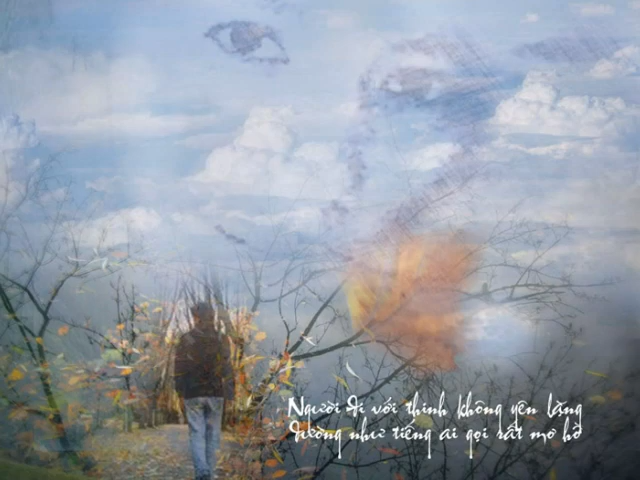 Người đi với thinh không yên lặng
dường như tiếng ai gọi rất mơ hồ